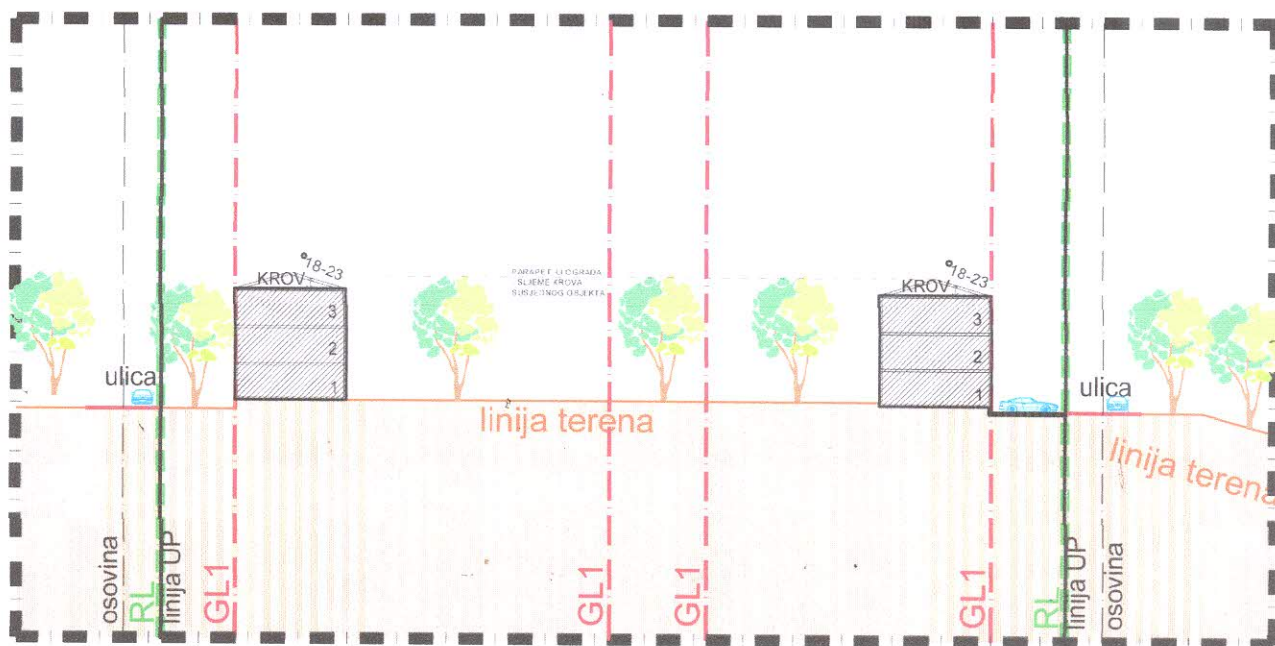 °18-23
KROV
3
2
1
PARAPET ILI OGRADA
SLJEME KROVA
SUSJEDNOG OBJEKTA
°18-23
KROV
3
2
1
ulica
ulica
linija terena
linija terena
osovina
RL
linija UP
GL1
GL1
GL1
GL1
RL
linija UP
osovina